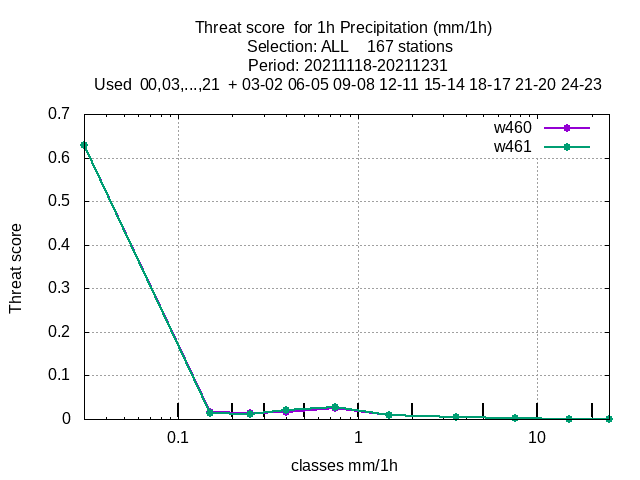 Threat score  for 1h Precipitation (mm/1h)
Selection: ALL    167 stations
Period: 20211118-20211231
Used  00,03,...,21  + 03-02 06-05 09-08 12-11 15-14 18-17 21-20 24-23
w460
w461
0.7
0.6
0.5
0.4
0.3
0.2
0.1
0
Threat score
0.1
1
10
classes mm/1h